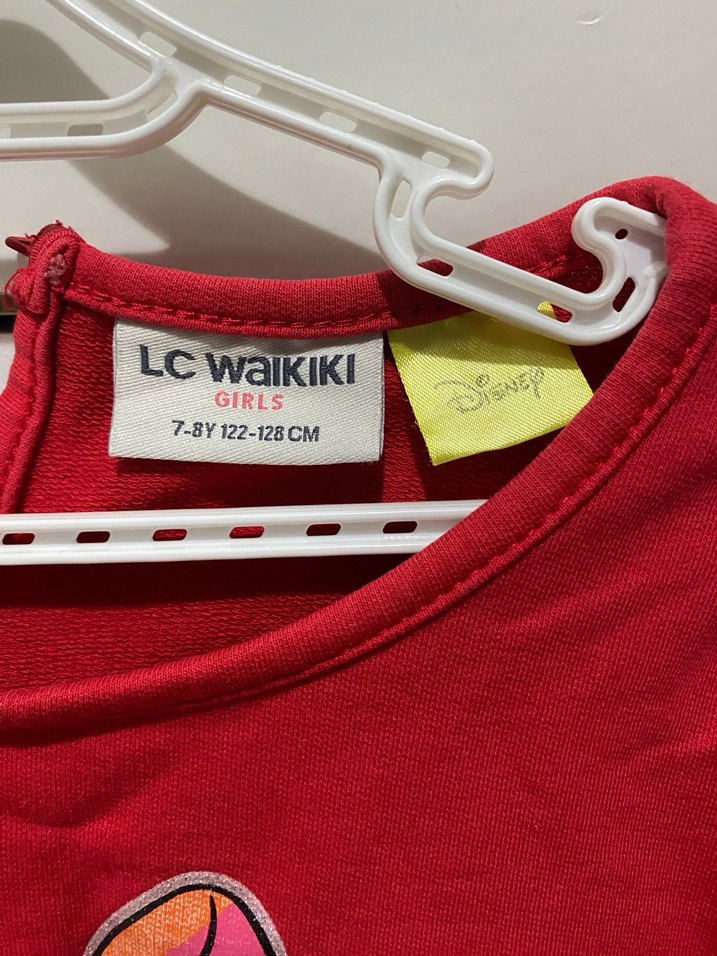 LC WAIKIKI
GIRLS
7-8Y 122-128 CM
DISNEY